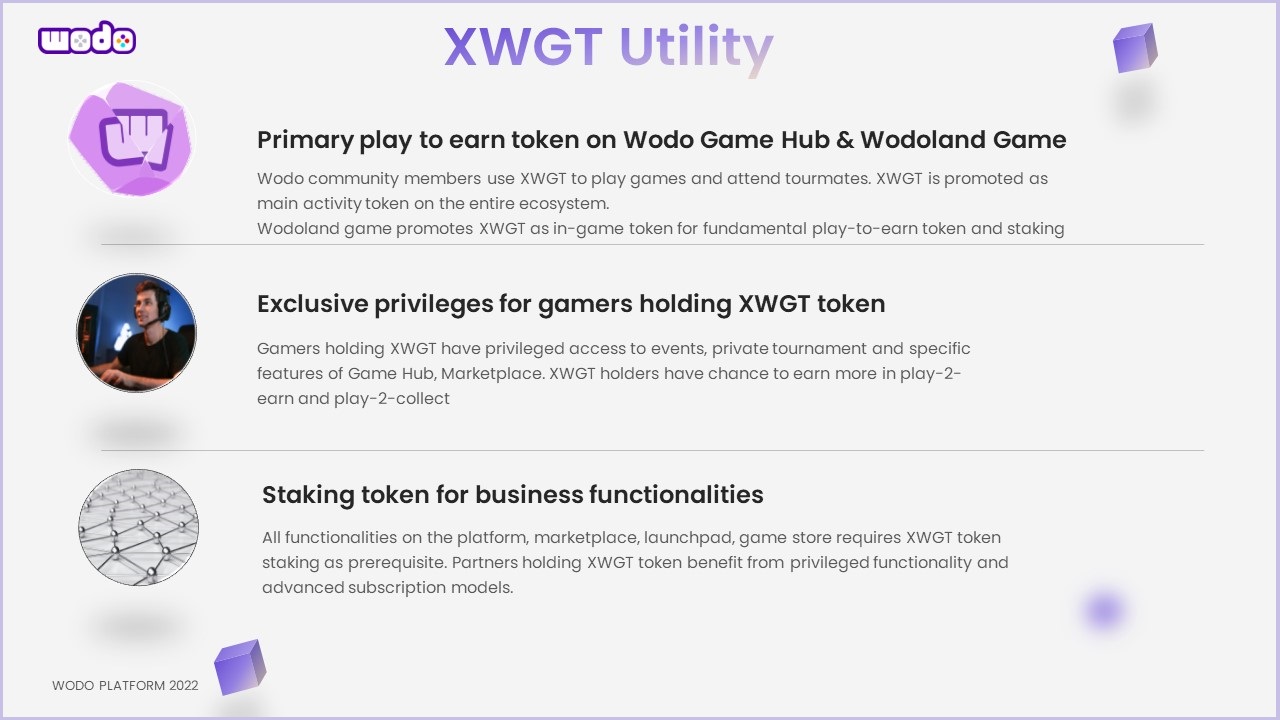 wodo
XWGT Utility
Primary play to earn token on Wodo Game Hub & Wodoland Game
Wodo community members use XWGT to play games and attend tourmates. XWGT is promoted as
main activity token on the entire ecosystem.
Wodoland game promotes XWGT as in-game token for fundamental play-to-earn token and staking
Exclusive privileges for gamers holding XWGT token
Gamers holding XWGT have privileged access to events, private tournament and specific
features of Game Hub, Marketplace. XWGT holders have chance to earn more in play-2-
earn and play-2-collect
Staking token for business functionalities
All functionalities on the platform, marketplace, launchpad, game store requires XWGT token
staking as prerequisite. Partners holding XWGT token benefit from privileged functionality and
advanced subscription models.
WODO PLATFORM 2022